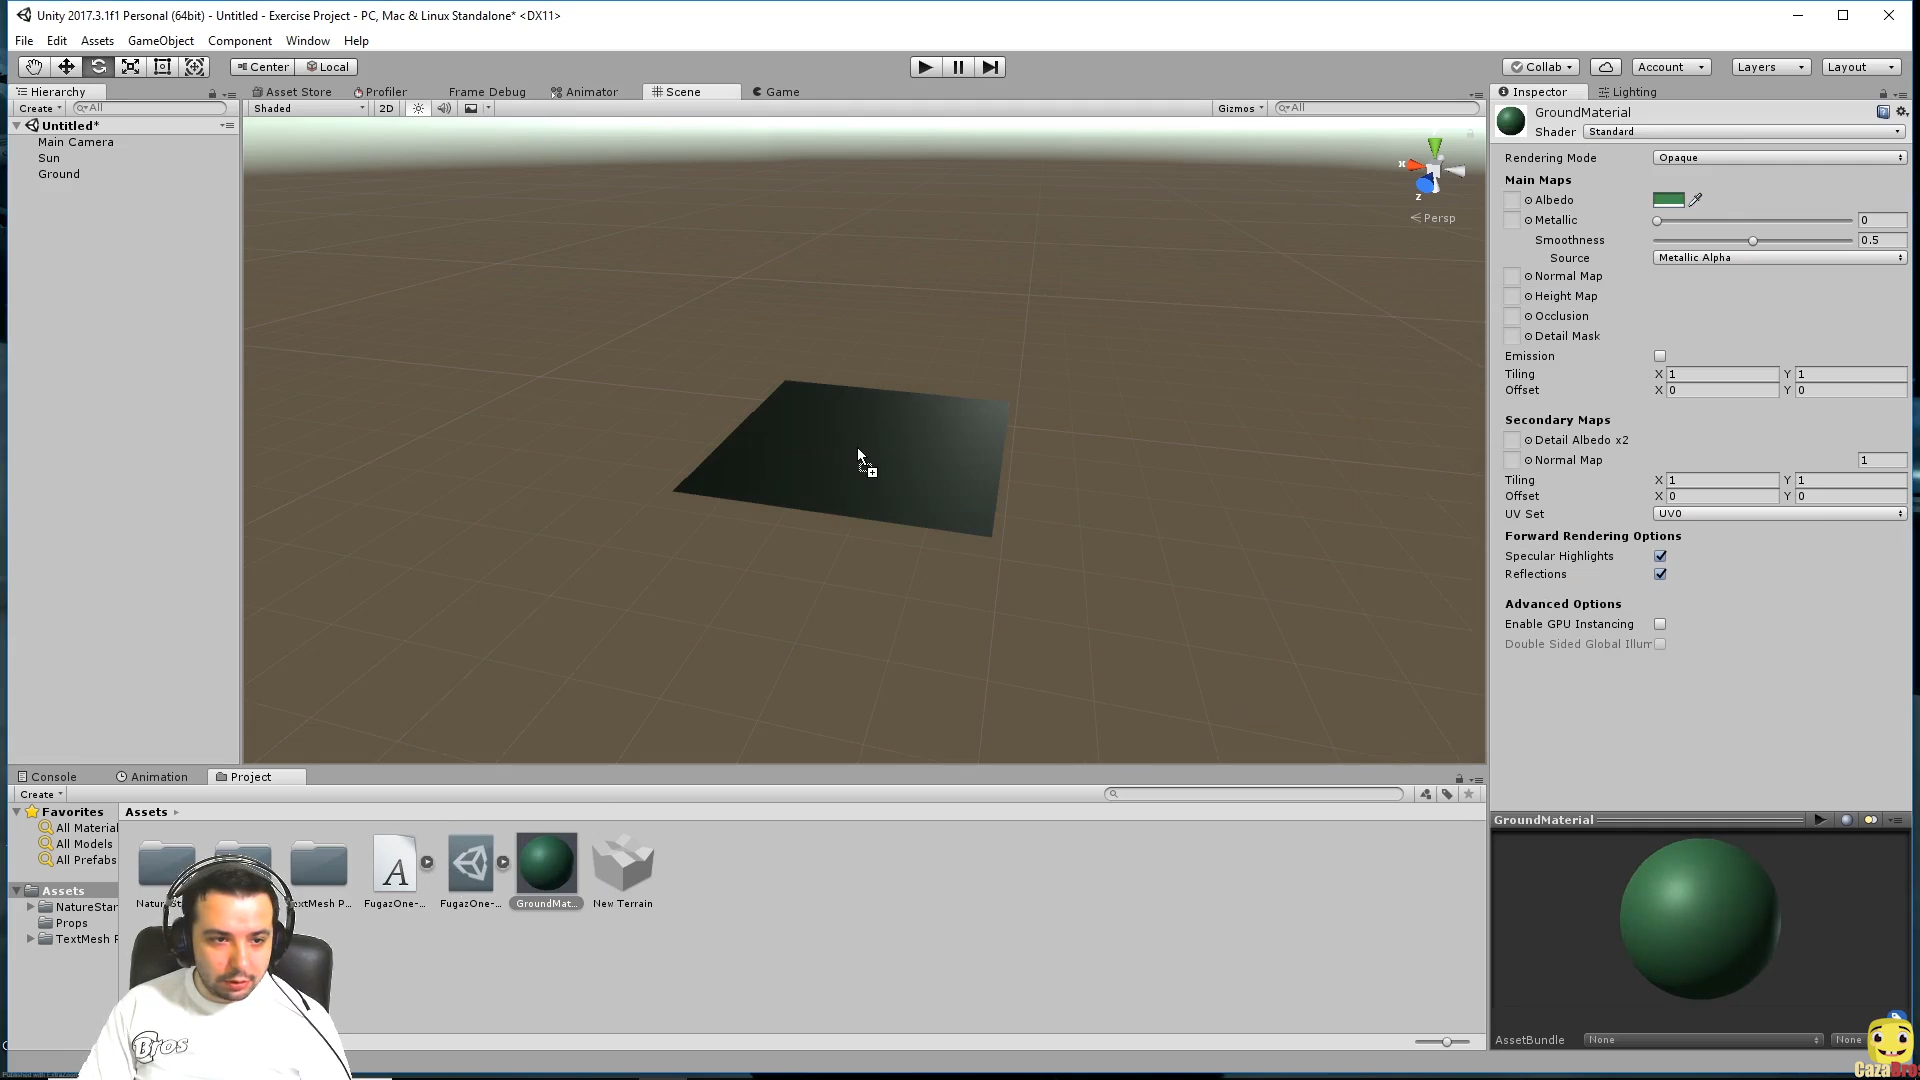 Unity 2017.3.1f1 Personal (64bit) - Untitled - Exercise Project - PC, Mac & Linux Standalone* <DX11>
File Edit Assets GameObject Component Window Help
Center Local Collab Account Layers Layout
Hierarchy
Create All
Untitled*
Main Camera
Sun
Ground
Asset Store Profiler Frame Debug Animator Scene Game
Shaded 2D Gizmos All
x
z
Persp
Inspector Lighting
GroundMaterial
Shader Standard
Rendering Mode Opaque
Main Maps
Albedo
Metallic 0
Smoothness 0.5
Source Metallic Alpha
Normal Map
Height Map
Occlusion
Detail Mask
Emission
Tiling X 1 Y 1
Offset X 0 Y 0
Secondary Maps
Detail Albedo x2
Normal Map 1
Tiling X 1 Y 1
Offset X 0 Y 0
UV Set UV0
Forward Rendering Options
Specular Highlights
Reflections
Advanced Options
Enable GPU Instancing
Double Sided Global Illum
Console Animation Project
Create
Favorites
All Material
All Models
All Prefabs
Assets
NatureStar
Props
TextMesh P
Assets
NatureSta
extMesh P...
FugazOne-...
FugazOne-...
GroundMat...
New Terrain
GroundMaterial
AssetBundle None None
Bros
CazaBros